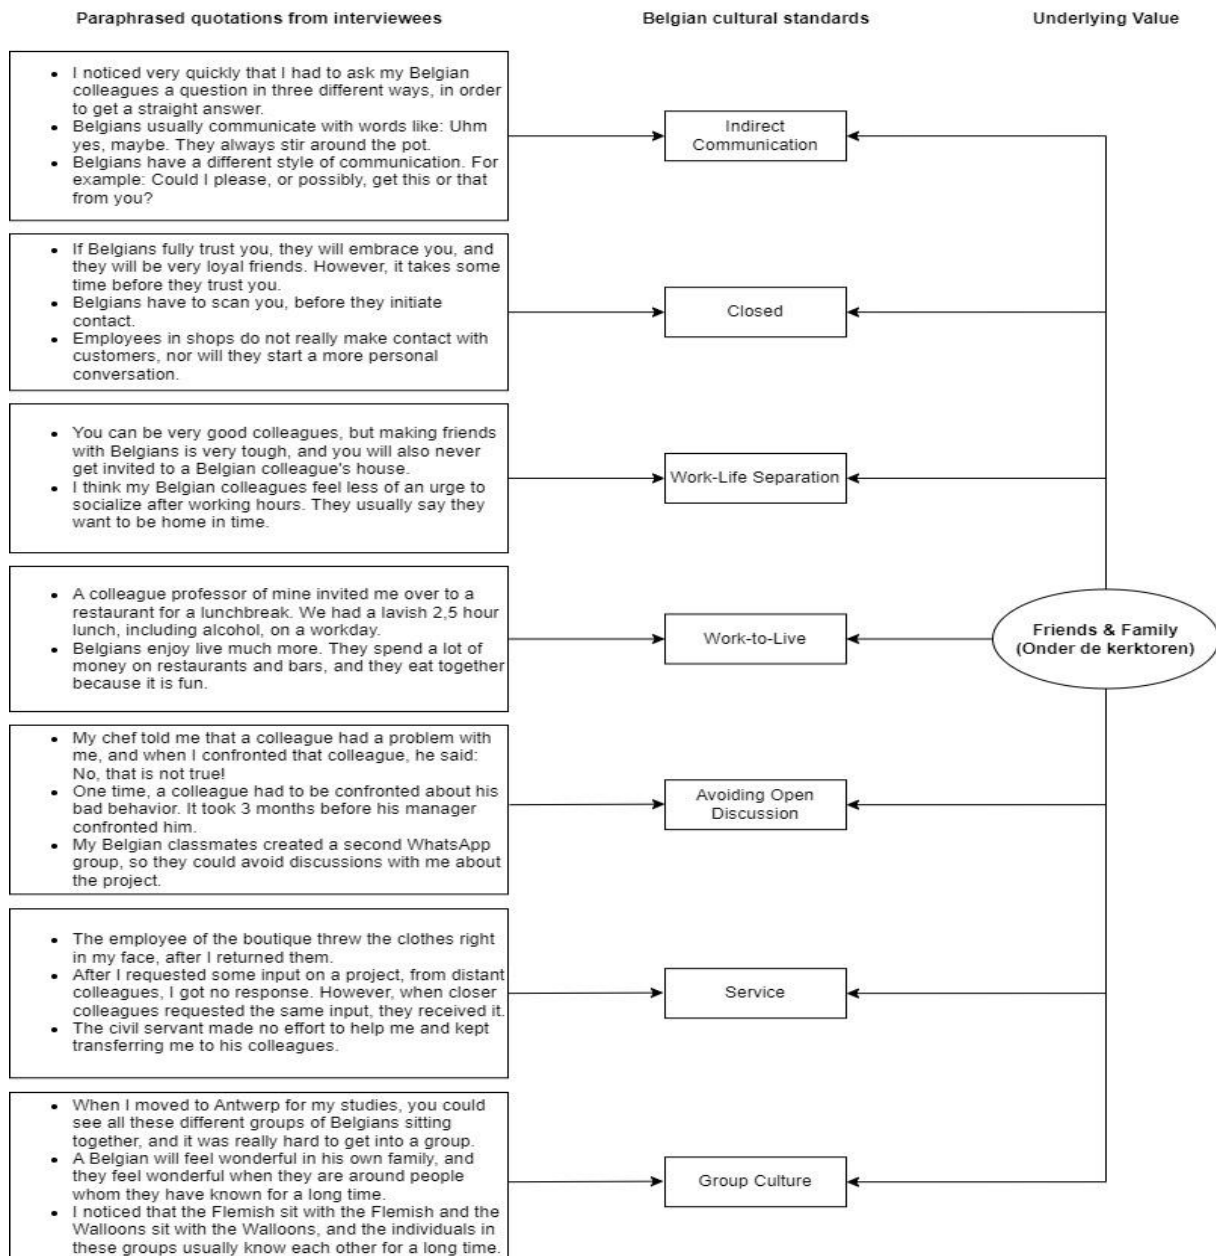 Paraphrased quotations from interviewees
Belgian cultural standards
Underlying Value
• I noticed very quickly that I had to ask my Belgian
colleagues a question in three different ways, in order
to get a straight answer.
• Belgians usually communicate with words like: Uhm
yes, maybe. They always stir around the pot.
• Belgians have a different style of communication. For
example: Could I please, or possibly, get this or that
from you?
Indirect
Communication
• If Belgians fully trust you, they will embrace you, and
they will be very loyal friends. However, it takes some
time before they trust you.
• Belgians have to scan you, before they initiate
contact.
• Employees in shops do not really make contact with
customers, nor will they start a more personal
conversation.
Closed
• You can be very good colleagues, but making friends
with Belgians is very tough, and you will also never
get invited to a Belgian colleague's house.
• I think my Belgian colleagues feel less of an urge to
socialize after working hours. They usually say they
want to be home in time.
Work-Life Separation
• A colleague professor of mine invited me over to a
restaurant for a lunchbreak. We had a lavish 2,5 hour
lunch, including alcohol, on a workday.
• Belgians enjoy live much more. They spend a lot of
money on restaurants and bars, and they eat together
because it is fun.
Work-to-Live
Friends & Family
(Onder de kerktoren)
• My chef told me that a colleague had a problem with
me, and when I confronted that colleague, he said:
No, that is not true!
• One time, a colleague had to be confronted about his
bad behavior. It took 3 months before his manager
confronted him.
• My Belgian classmates created a second WhatsApp
group, so they could avoid discussions with me about
the project.
Avoiding Open
Discussion
• The employee of the boutique threw the clothes right
in my face, after I returned them.
• After I requested some input on a project, from distant
colleagues, I got no response. However, when closer
colleagues requested the same input, they received it.
• The civil servant made no effort to help me and kept
transferring me to his colleagues.
Service
• When I moved to Antwerp for my studies, you could
see all these different groups of Belgians sitting
together, and it was really hard to get into a group.
• A Belgian will feel wonderful in his own family, and
they feel wonderful when they are around people
whom they have known for a long time.
• I noticed that the Flemish sit with the Flemish and the
Walloons sit with the Walloons, and the individuals in
these groups usually know each other for a long time.
Group Culture